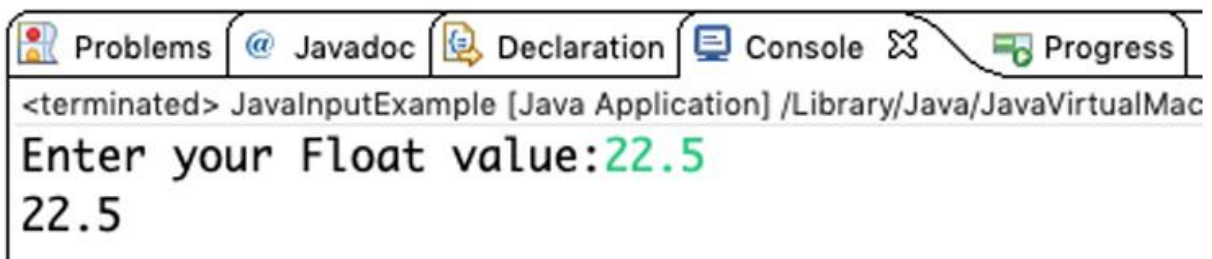 Problems @ Javadoc Declaration Console Progress
<terminated> JavaInputExample [Java Application] /Library/Java/JavaVirtualMac
Enter your Float value:22.5
22.5